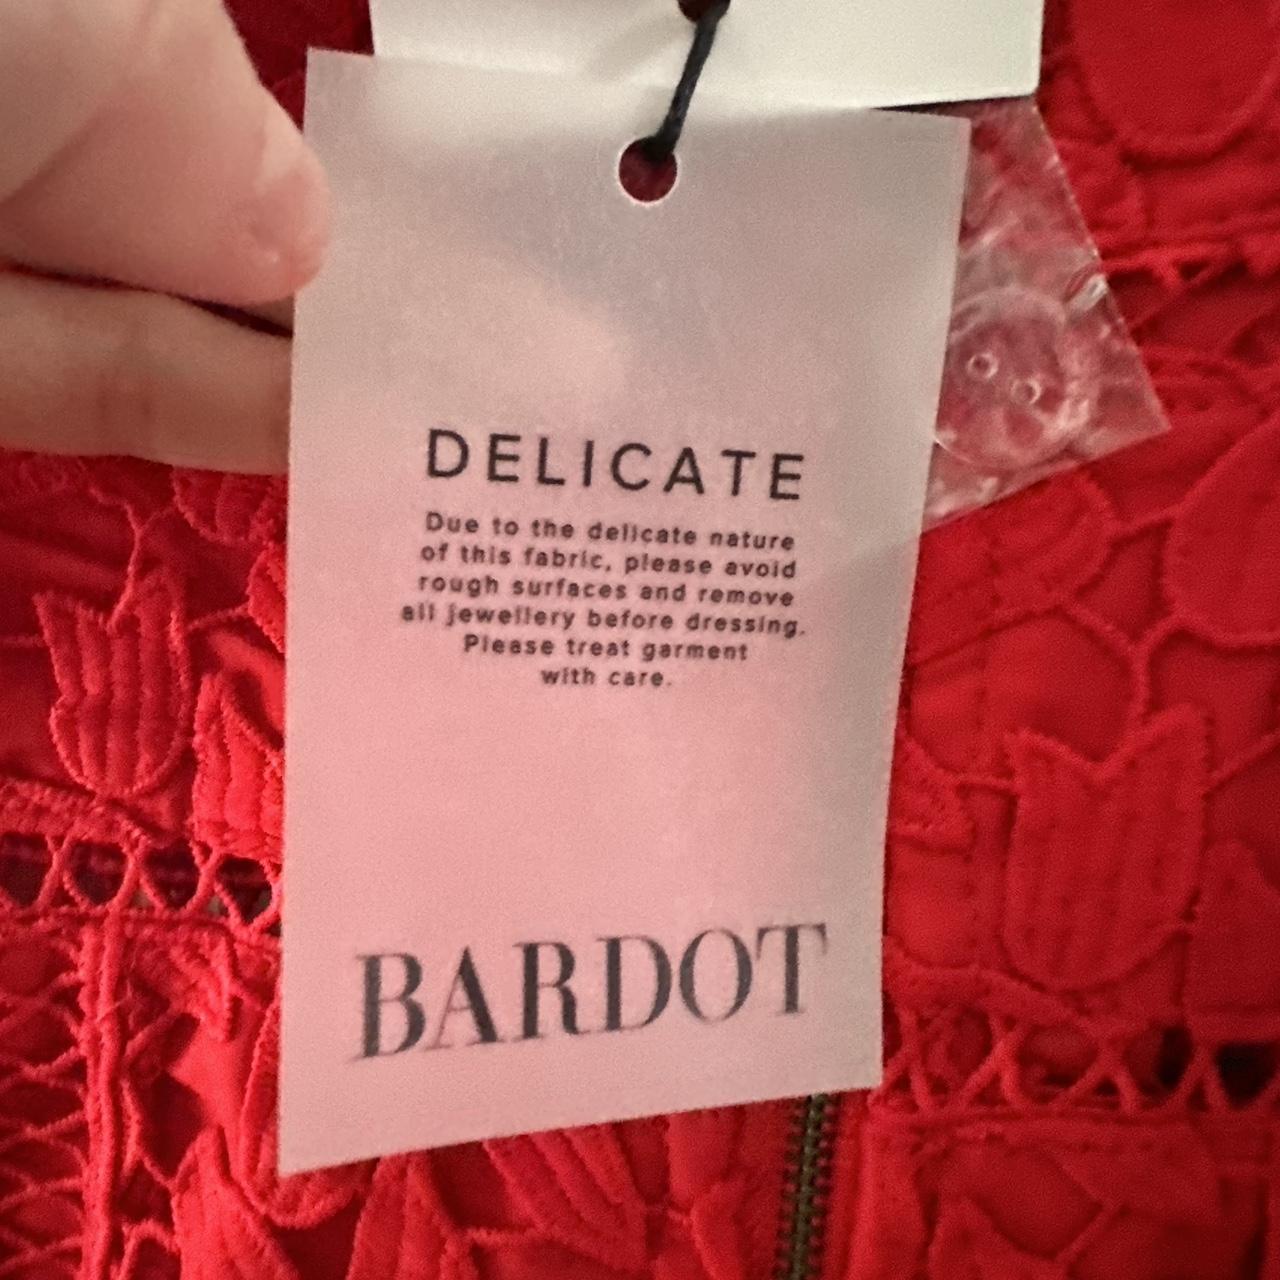 DELICATE
Due to the delicate nature
of this fabric, please avoid
rough surfaces and remove
all jewellery before dressing.
Please treat garment
with care.
BARDOT